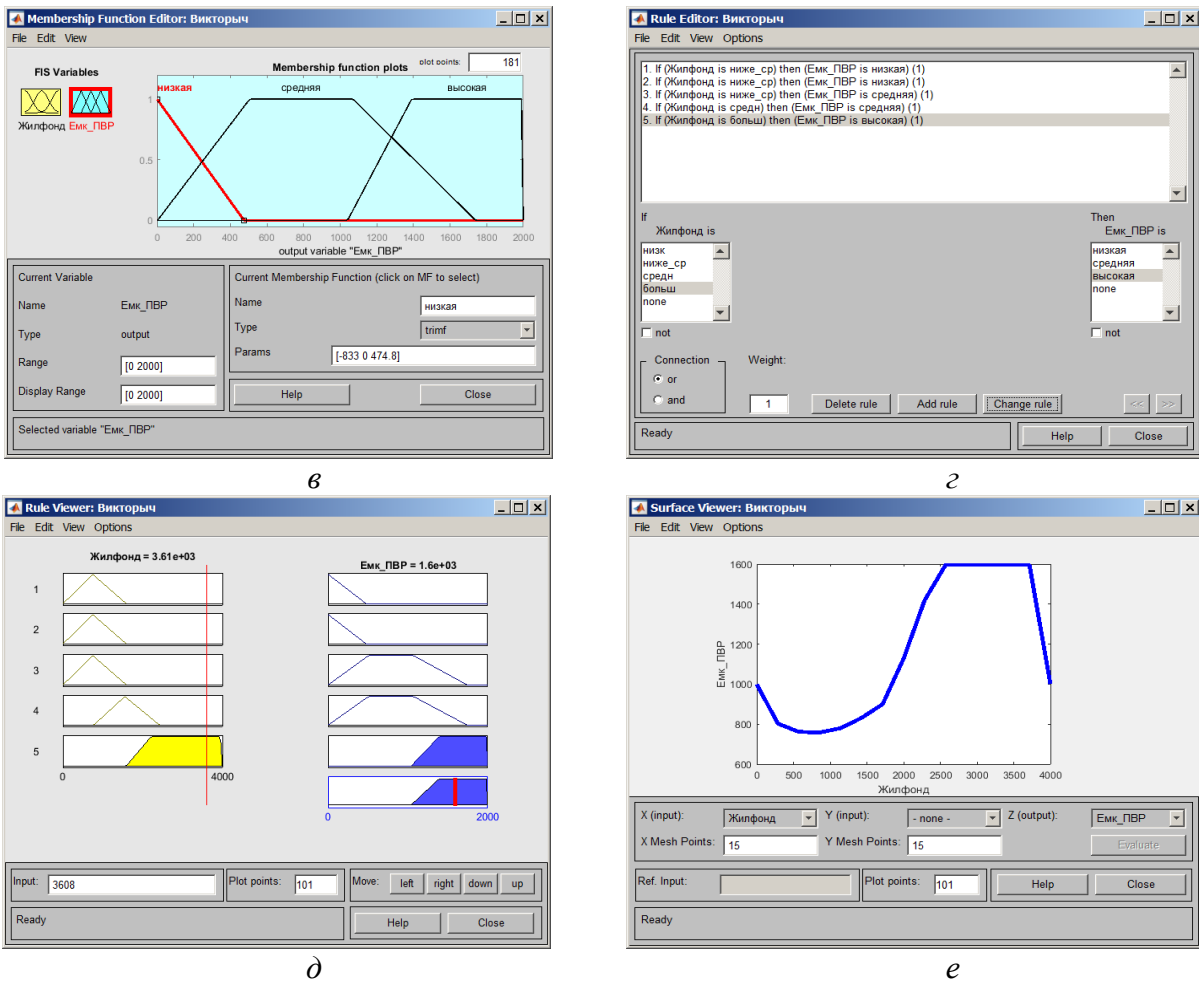 Membership Function Editor: Викторыч
File Edit View
FIS Variables
Жилфонд Емк_ПВР
Membership function plots
plot points:
181
низкая
средняя
высокая
1
0.5
0
0 200 400 600 800 1000 1200 1400 1600 1800 2000
output variable "Емк_ПВР"
Current Variable
Name Емк_ПВР
Type output
Range [0 2000]
Display Range [0 2000]
Current Membership Function (click on MF to select)
Name низкая
Type trimf
Params [-833 0 474.8]
Help Close
Selected variable "Емк_ПВР"
в
Rule Editor: Викторыч
File Edit View Options
1. If (Жилфонд is ниже_ср) then (Емк_ПВР is низкая) (1)
2. If (Жилфонд is ниже_ср) then (Емк_ПВР is низкая) (1)
3. If (Жилфонд is ниже_ср) then (Емк_ПВР is средняя) (1)
4. If (Жилфонд is средн) then (Емк_ПВР is средняя) (1)
5. If (Жилфонд is больш) then (Емк_ПВР is высокая) (1)
If
Жилфонд is
низк
ниже_ср
средн
больш
none
not
Then
Емк_ПВР is
низкая
средняя
высокая
none
not
Connection
or
and
Weight:
1
Delete rule Add rule Change rule << >>
Ready
Help Close
г
Rule Viewer: Викторыч
File Edit View Options
Жилфонд = 3.61e+03
Емк_ПВР = 1.6e+03
1
2
3
4
5
0 4000
0 2000
Input: 3608
Plot points: 101
Move: left right down up
Ready
Help Close
д
Surface Viewer: Викторыч
File Edit View Options
1600
1400
1200
1000
800
600
Емк_ПВР
0 500 1000 1500 2000 2500 3000 3500 4000
Жилфонд
X (input): Жилфонд Y (input): - none - Z (output): Емк_ПВР
X Mesh Points: 15 Y Mesh Points: 15 Evaluate
Ref. Input: Plot points: 101 Help Close
Ready
е